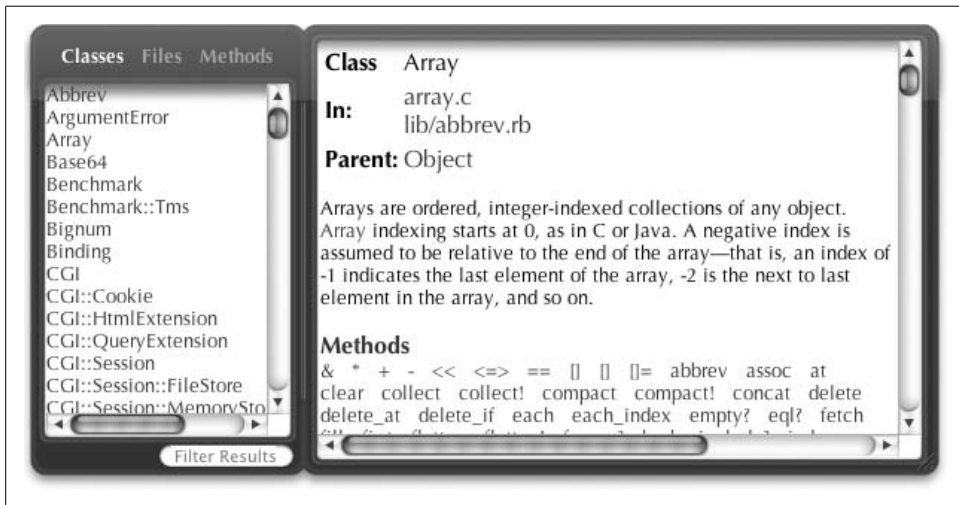 Classes Files Methods
Abbrev
ArgumentError
Array
Base64
Benchmark
Benchmark::Tms
Bignum
Binding
CGI
CGI::Cookie
CGI::HtmlExtension
CGI::QueryExtension
CGI::Session
CGI::Session::FileStore
CGI::Session::MemorySto
Filter Results
Class Array
In: array.c
lib/abbrev.rb
Parent: Object
Arrays are ordered, integer-indexed collections of any object.
Array indexing starts at 0, as in C or Java. A negative index is
assumed to be relative to the end of the array—that is, an index of
-1 indicates the last element of the array, -2 is the next to last
element in the array, and so on.
Methods
& * + - << <=> == [] [] []= abbrev assoc at
clear collect collect! compact compact! concat delete
delete_at delete_if each each_index empty? eql? fetch